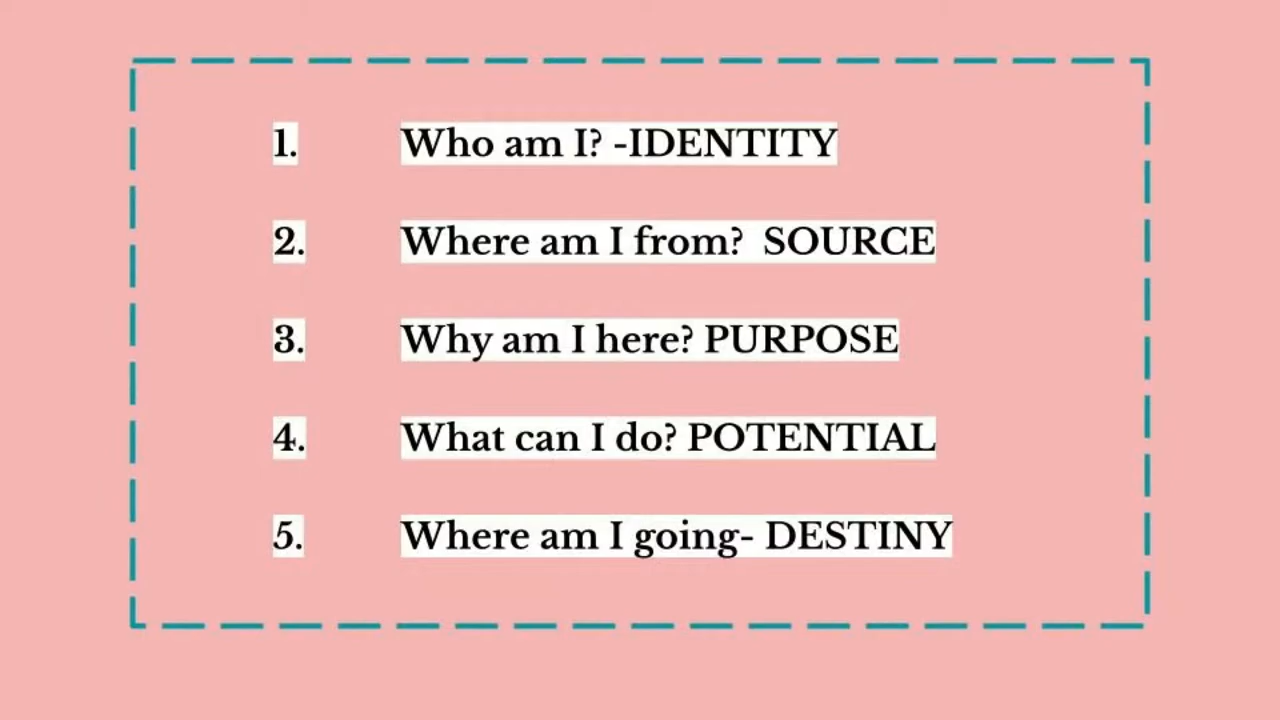 1. Who am I? -IDENTITY
2. Where am I from?  SOURCE
3. Why am I here? PURPOSE
4. What can I do? POTENTIAL
5. Where am I going- DESTINY